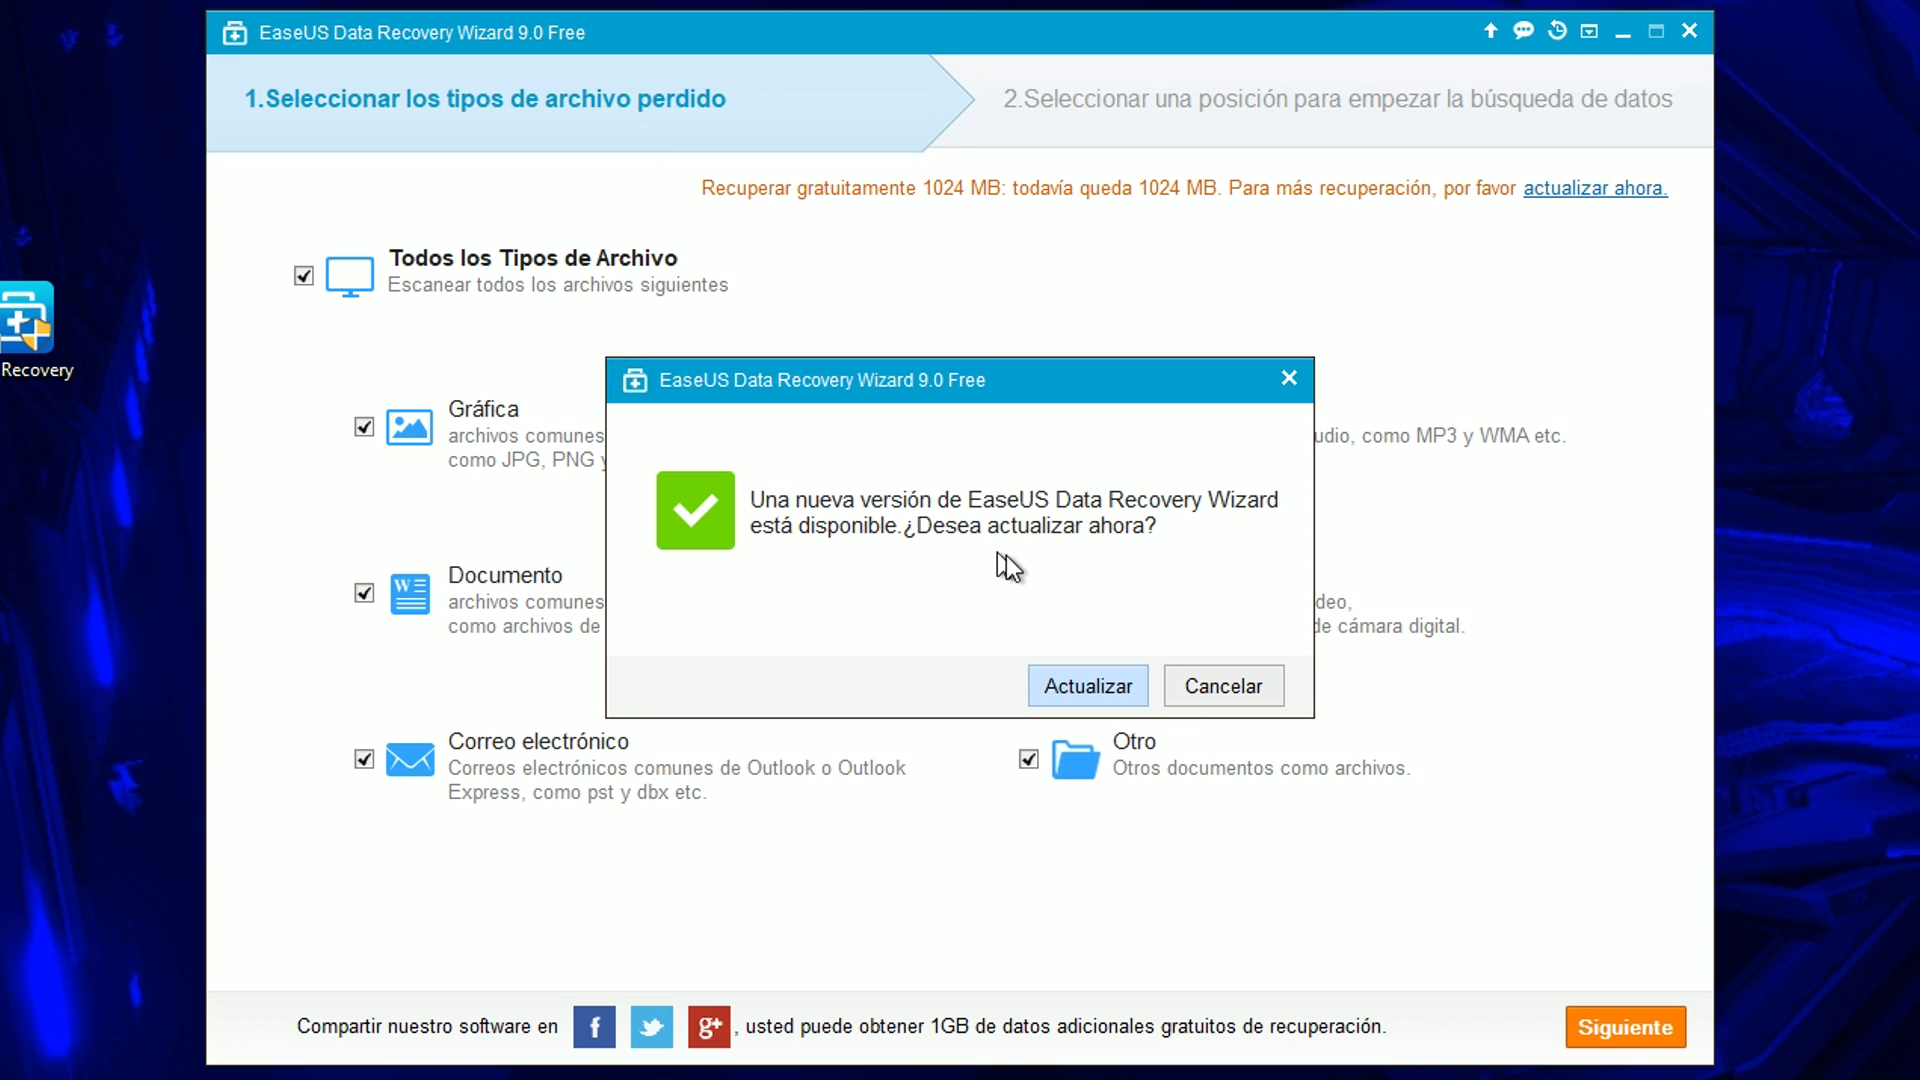 EaseUS Data Recovery Wizard 9.0 Free
1.Seleccionar los tipos de archivo perdido
2.Seleccionar una posición para empezar la búsqueda de datos
Recuperar gratuitamente 1024 MB: todavía queda 1024 MB. Para más recuperación, por favor actualizar ahora.
Todos los Tipos de Archivo
Escanear todos los archivos siguientes
Recovery
EaseUS Data Recovery Wizard 9.0 Free
Gráfica
archivos comunes
como JPG, PNG y
udio, como MP3 y WMA etc.
Una nueva versión de EaseUS Data Recovery Wizard
está disponible.¿Desea actualizar ahora?
Documento
archivos comunes
como archivos de
deo,
de cámara digital.
Actualizar
Cancelar
Correo electrónico
Correos electrónicos comunes de Outlook o Outlook
Express, como pst y dbx etc.
Otro
Otros documentos como archivos.
Compartir nuestro software en f g+ , usted puede obtener 1GB de datos adicionales gratuitos de recuperación.
Siguiente